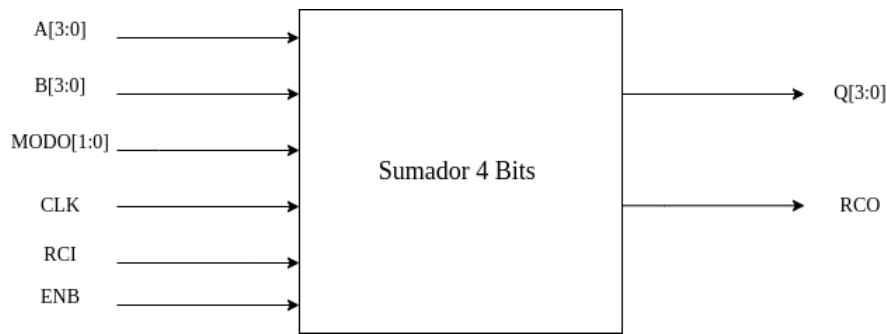 A[3:0]
B[3:0]
MODO[1:0]
CLK
RCI
ENB
Sumador 4 Bits
Q[3:0]
RCO